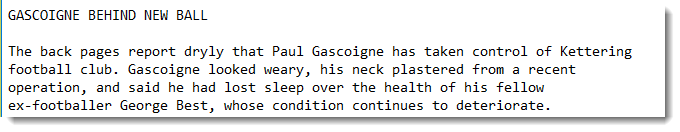 GASCOIGNE BEHIND NEW BALL
The back pages report dryly that Paul Gascoigne has taken control of Kettering
football club. Gascoigne looked weary, his neck plastered from a recent
operation, and said he had lost sleep over the health of his fellow
ex-footballer George Best, whose condition continues to deteriorate.